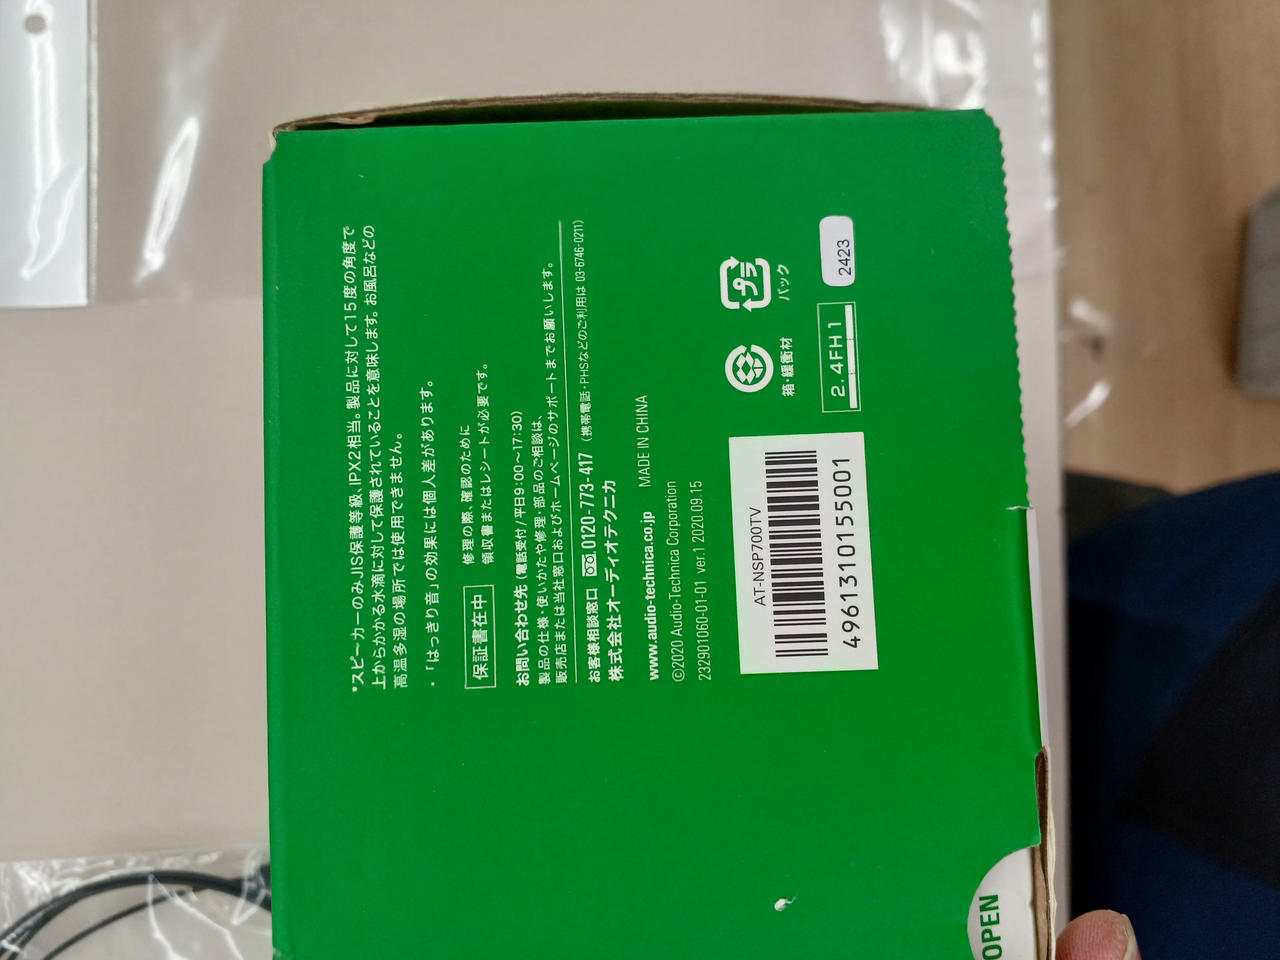 *スピーカーのみJIS保護等級、IPX2相当。製品に対して15度の角度で
上からかかる水滴に対して保護されていることを意味します。お風呂などの
高温多湿の場所では使用できません。
・「はっきり音」の効果には個人差があります。
保証書在中
修理の際、確認のために
領収書またはレシートが必要です。
お問い合わせ先(電話受付/平日9:00〜17:30)
製品の仕様・使いかたや修理・部品のご相談は、
販売店または当社窓口およびホームページのサポートまでお願いします。
お客様相談窓口 0120-773-417 (携帯電話・PHSなどのご利用は 03-6746-0211)
株式会社オーディオテクニカ
www.audio-technica.co.jp MADE IN CHINA
©2020 Audio-Technica Corporation
232901060-01-01 ver.1 2020.09.15
AT-NSP700TV
4961310155001
箱・緩衝材
プラ
パック
2.4FH1
2423
OPEN